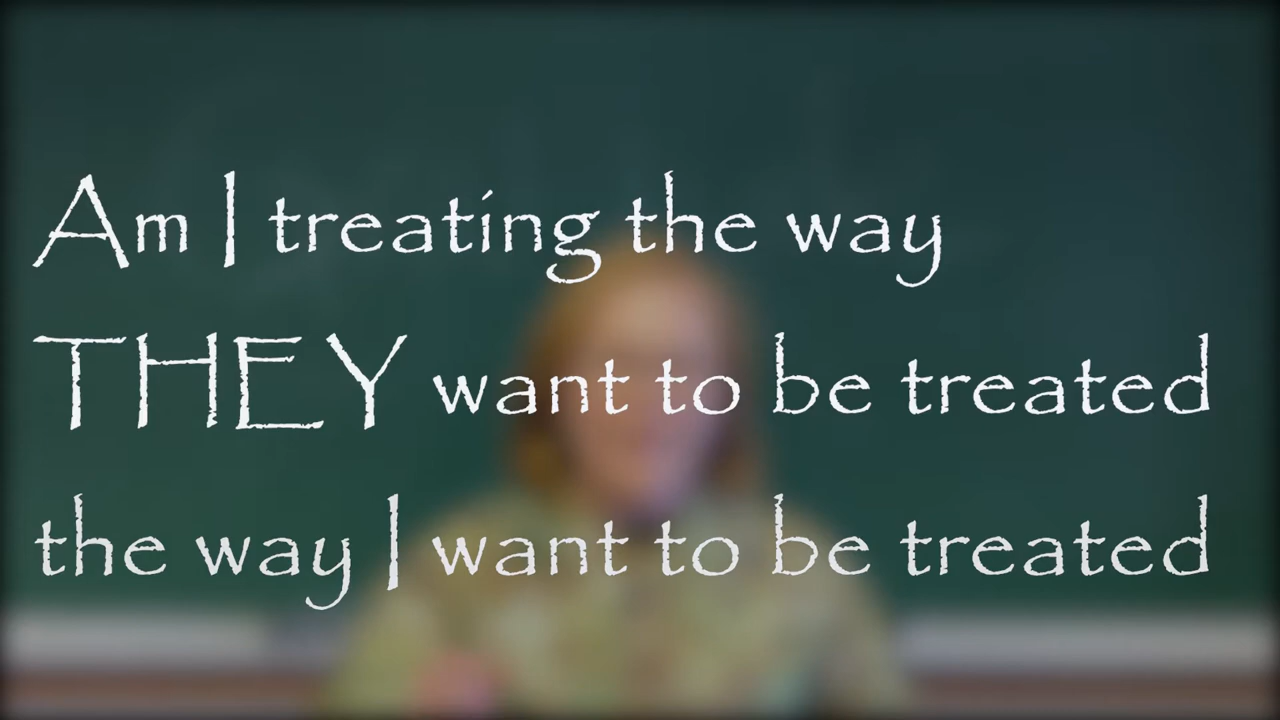 Am I treating the way
THEY want to be treated
the way I want to be treated